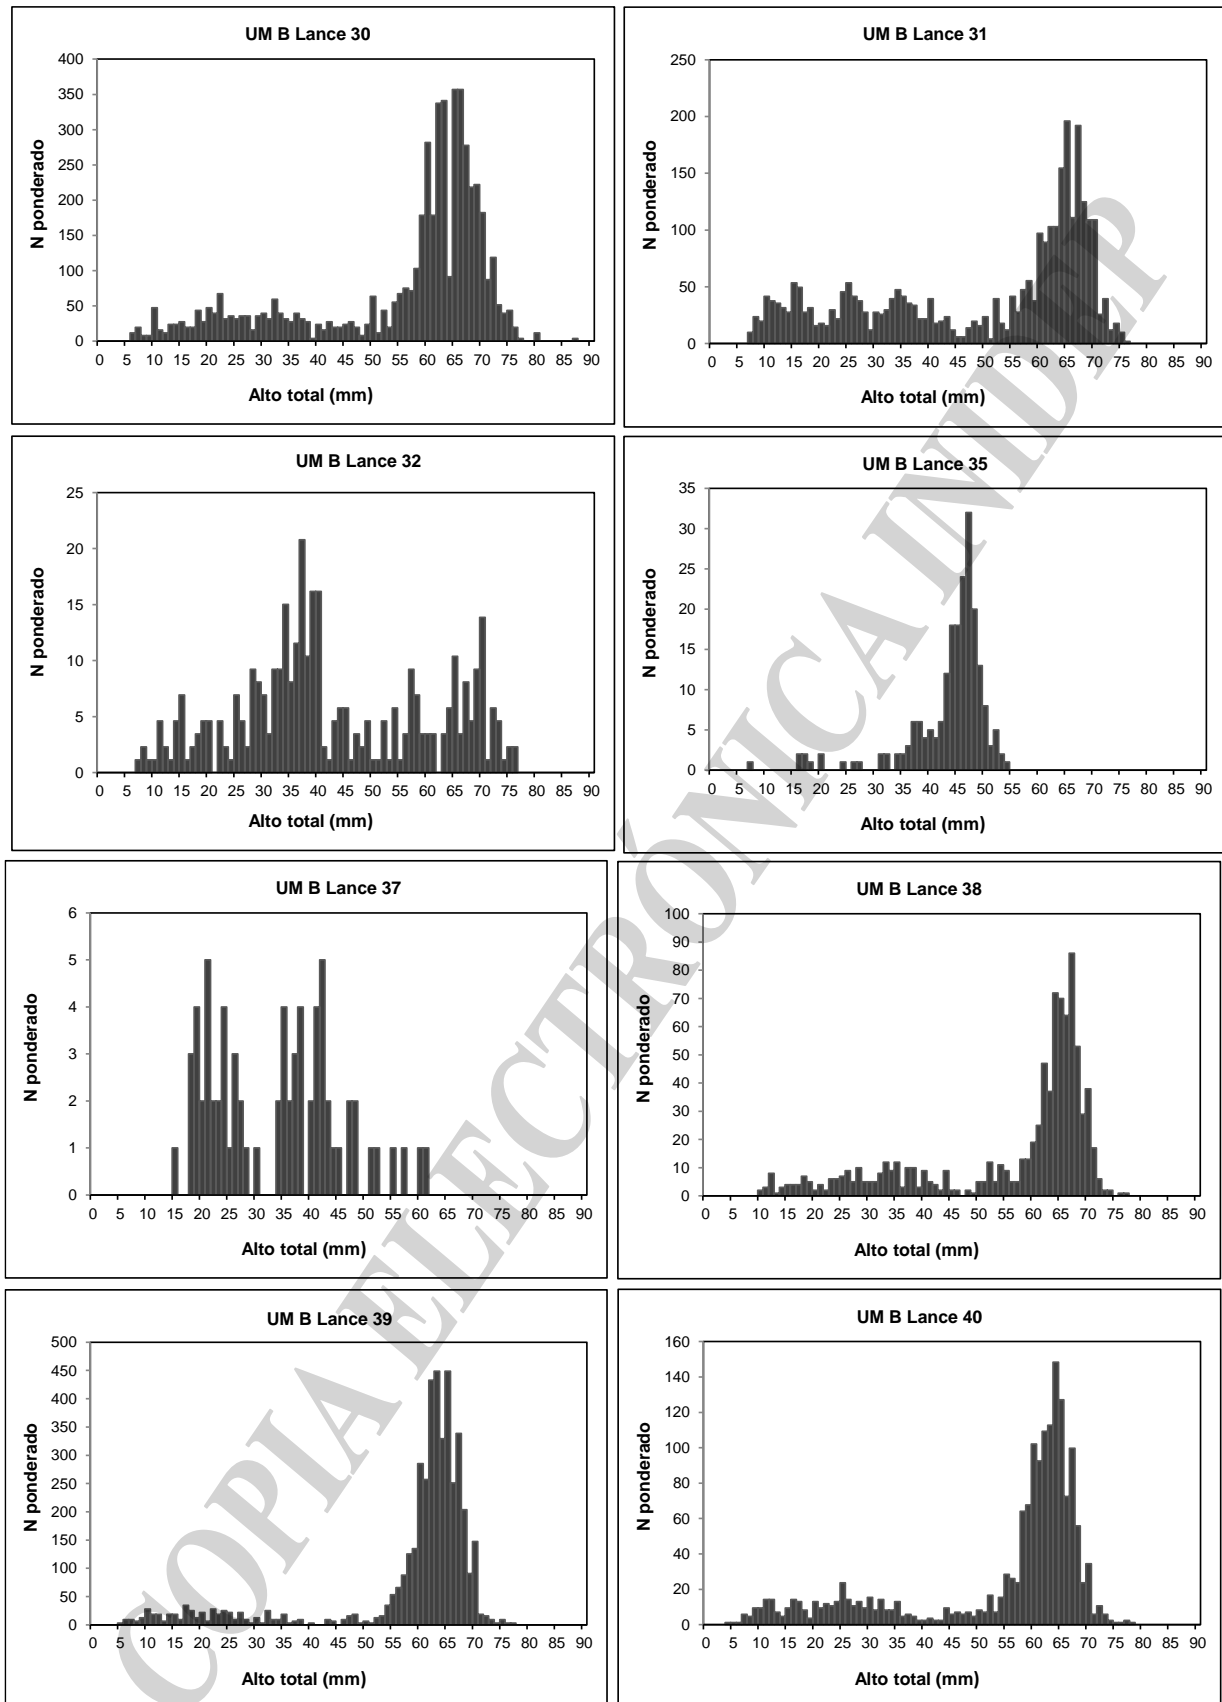 UM B Lance 30
400
350
300
250
200
150
100
50
0
N ponderado
0 5 10 15 20 25 30 35 40 45 50 55 60 65 70 75 80 85 90
Alto total (mm)
UM B Lance 31
250
200
150
100
50
0
N ponderado
0 5 10 15 20 25 30 35 40 45 50 55 60 65 70 75 80 85 90
Alto total (mm)
UM B Lance 32
25
20
15
10
5
0
N ponderado
0 5 10 15 20 25 30 35 40 45 50 55 60 65 70 75 80 85 90
Alto total (mm)
UM B Lance 35
35
30
25
20
15
10
5
0
N ponderado
0 5 10 15 20 25 30 35 40 45 50 55 60 65 70 75 80 85 90
Alto total (mm)
UM B Lance 37
6
5
4
3
2
1
0
N ponderado
0 5 10 15 20 25 30 35 40 45 50 55 60 65 70 75 80 85 90
Alto total (mm)
UM B Lance 38
100
90
80
70
60
50
40
30
20
10
0
N ponderado
0 5 10 15 20 25 30 35 40 45 50 55 60 65 70 75 80 85 90
Alto total (mm)
UM B Lance 39
500
450
400
350
300
250
200
150
100
50
0
N ponderado
0 5 10 15 20 25 30 35 40 45 50 55 60 65 70 75 80 85 90
Alto total (mm)
UM B Lance 40
160
140
120
100
80
60
40
20
0
N ponderado
0 5 10 15 20 25 30 35 40 45 50 55 60 65 70 75 80 85 90
Alto total (mm)
COPIA ELECTRÓNICA INIDEP